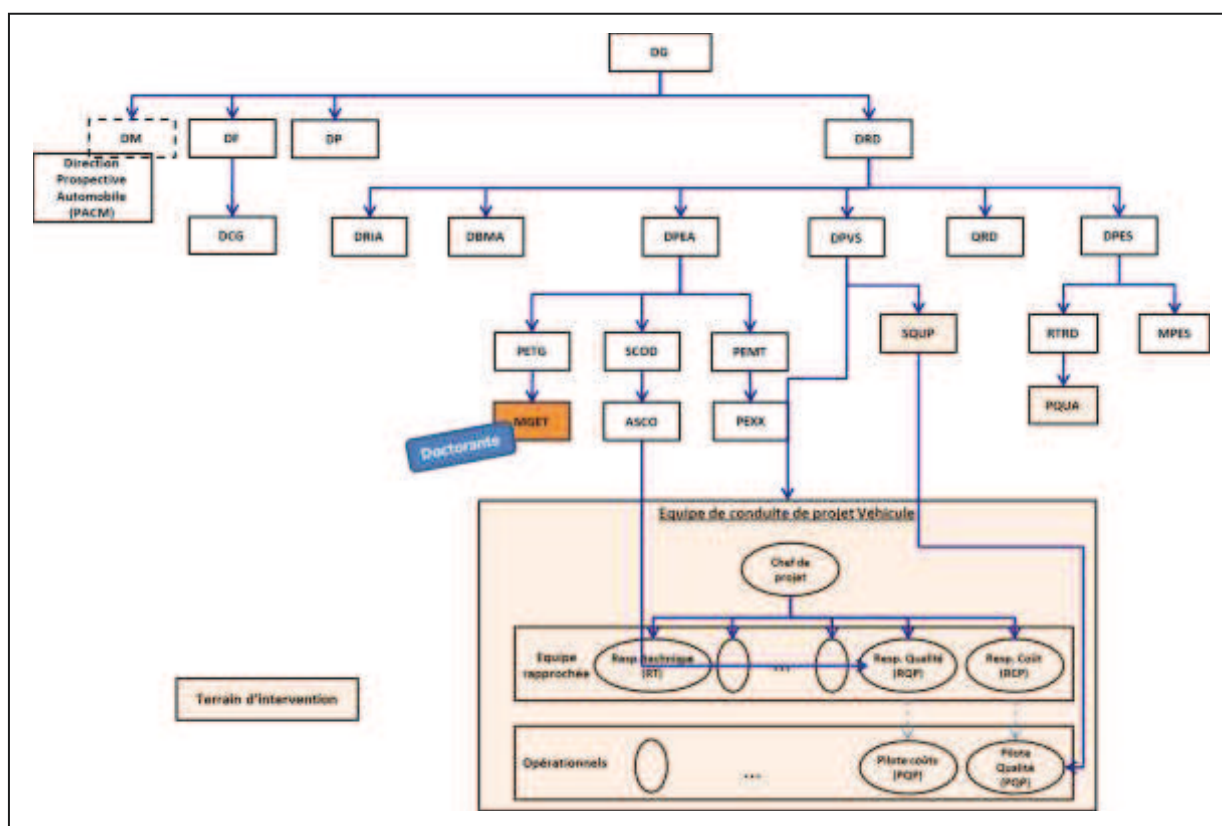 DG
DM
DF
DP
DRD
Direction
Prospective
Automobile
(PACM)
DCG
DRIA
DBMA
DPEA
DPVS
QRD
DPES
PETG
SCOD
PEMT
SQUP
RTRD
MPES
MGET
ASCO
PEXX
PQUA
Doctorante
Equipe de conduite de projet Véhicule
Chef de
projet
Equipe
rapprochée
Resp. technique
(RT)
...
Resp. Qualité
(RQP)
Resp. Coût
(RCP)
Terrain d'intervention
Opérationnels
...
Pilote coûts
(PQP)
Pilote
Qualité
(PQP)